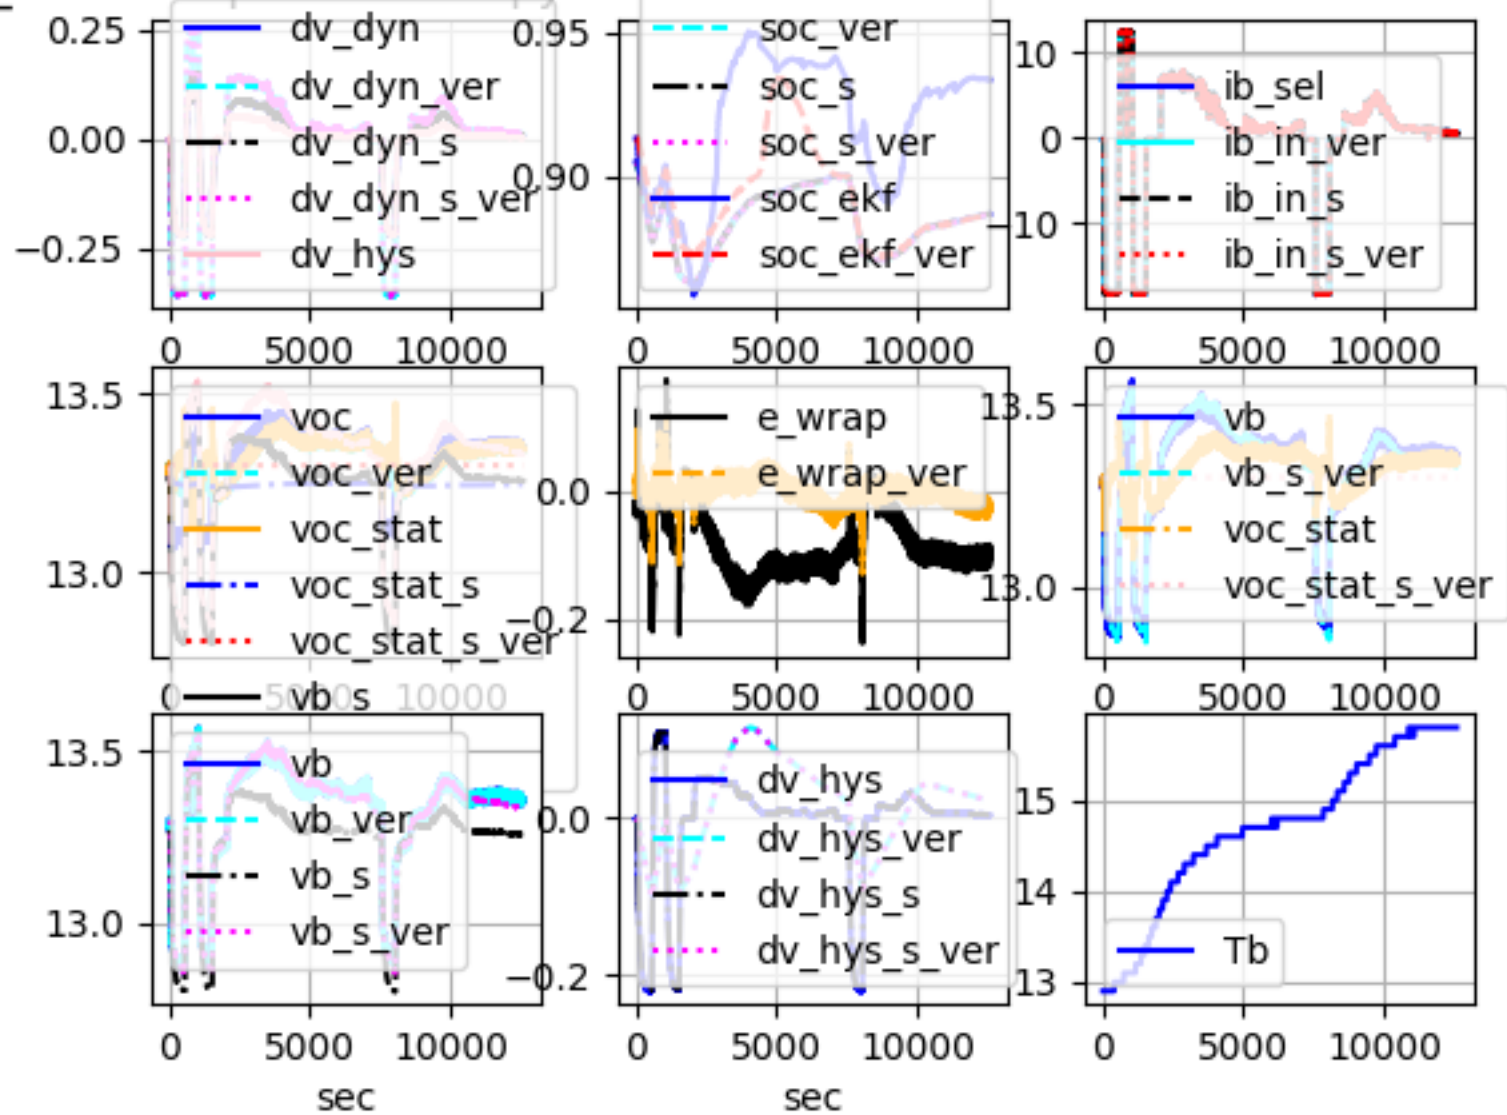 0.25
0.00
−0.25
dv_dyn
dv_dyn_ver
dv_dyn_s
dv_dyn_s_ver
dv_hys
0 5000 10000
0.95
0.90
soc_ver
soc_s
soc_s_ver
soc_ekf
soc_ekf_ver
0 5000 10000
10
0
10
ib_sel
ib_in_ver
ib_in_s
ib_in_s_ver
0 5000 10000
13.5
13.0
voc
voc_ver
voc_stat
voc_stat_s
voc_stat_s_ver
vb_s
0 5000 10000
0.0
−0.2
e_wrap
e_wrap_ver
0 5000 10000
13.5
13.0
vb
vb_s_ver
voc_stat
voc_stat_s_ver
0 5000 10000
13.5
13.0
vb
vb_ver
vb_s
vb_s_ver
0 5000 10000
sec
0.0
−0.2
dv_hys
dv_hys_ver
dv_hys_s
dv_hys_s_ver
0 5000 10000
sec
15
14
13
Tb
0 5000 10000